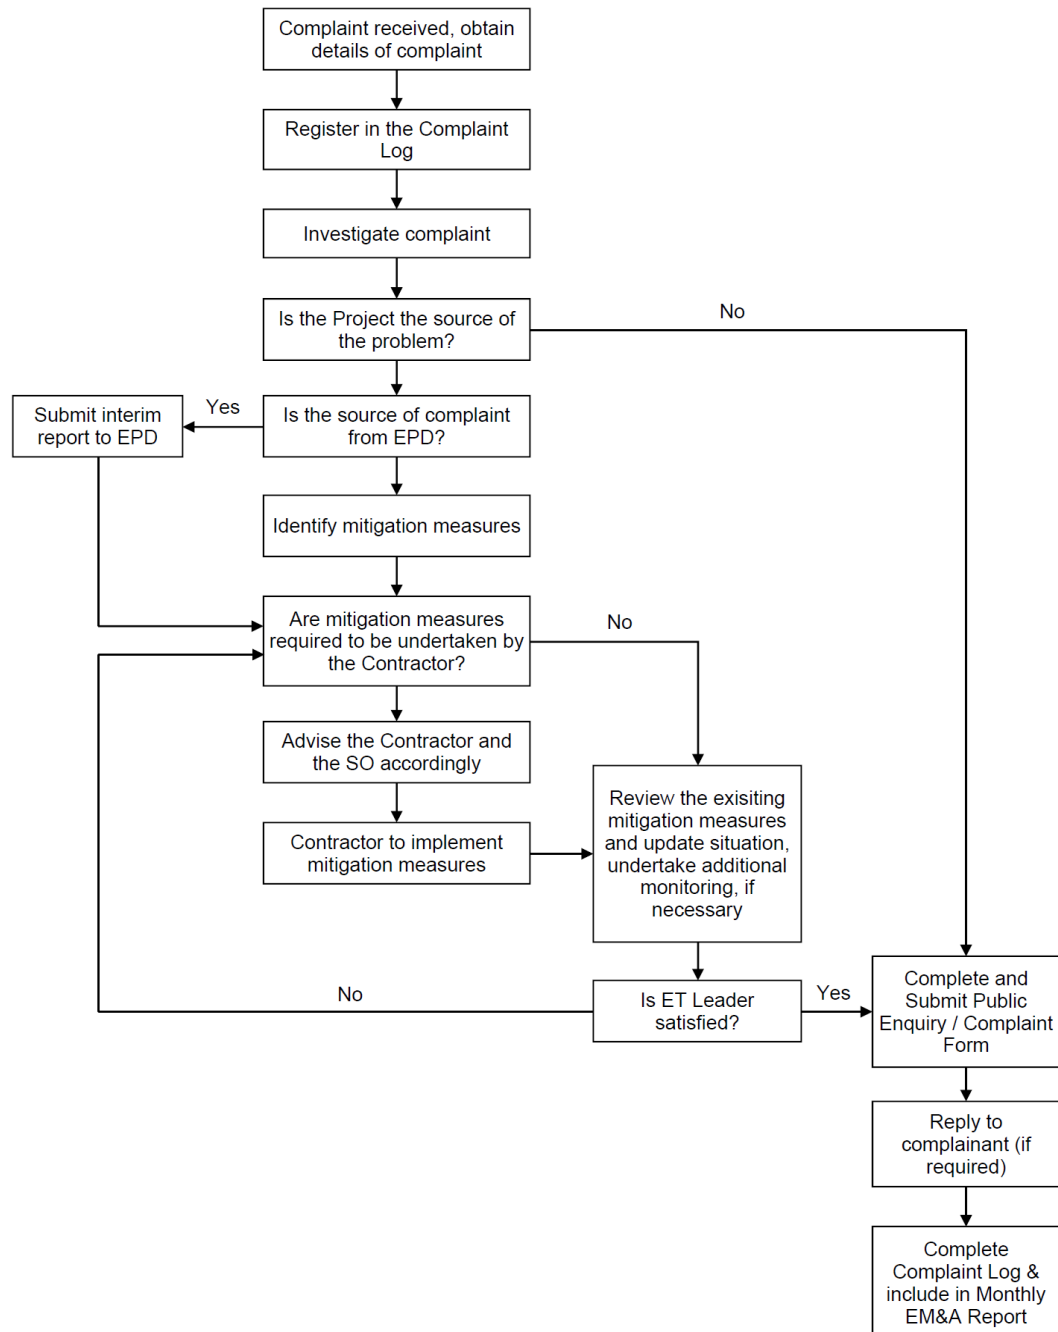 Complaint received, obtain
details of complaint
Register in the Complaint
Log
Investigate complaint
Is the Project the source of
the problem?
No
Submit interim
report to EPD
Yes
Is the source of complaint
from EPD?
Identify mitigation measures
Are mitigation measures
required to be undertaken by
the Contractor?
No
Advise the Contractor and
the SO accordingly
Contractor to implement
mitigation measures
Review the exisiting
mitigation measures
and update situation,
undertake additional
monitoring, if
necessary
No
Is ET Leader
satisfied?
Yes
Complete and
Submit Public
Enquiry / Complaint
Form
Reply to
complainant (if
required)
Complete
Complaint Log &
include in Monthly
EM&A Report